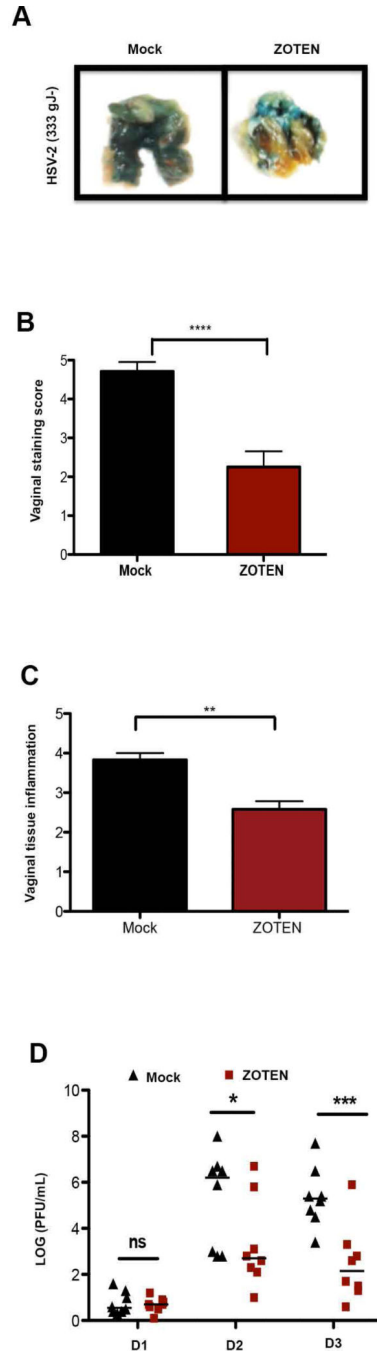 A
Mock ZOTEN
HSV-2 (333 gJ-)
B
****
Vaginal staining score
5
4
3
2
1
0
Mock ZOTEN
C
**
Vaginal tissue inflammation
5
4
3
2
1
0
Mock ZOTEN
D
Mock ZOTEN
LOG (PFU/mL)
10
8
6
4
2
0
ns
*
***
D1 D2 D3